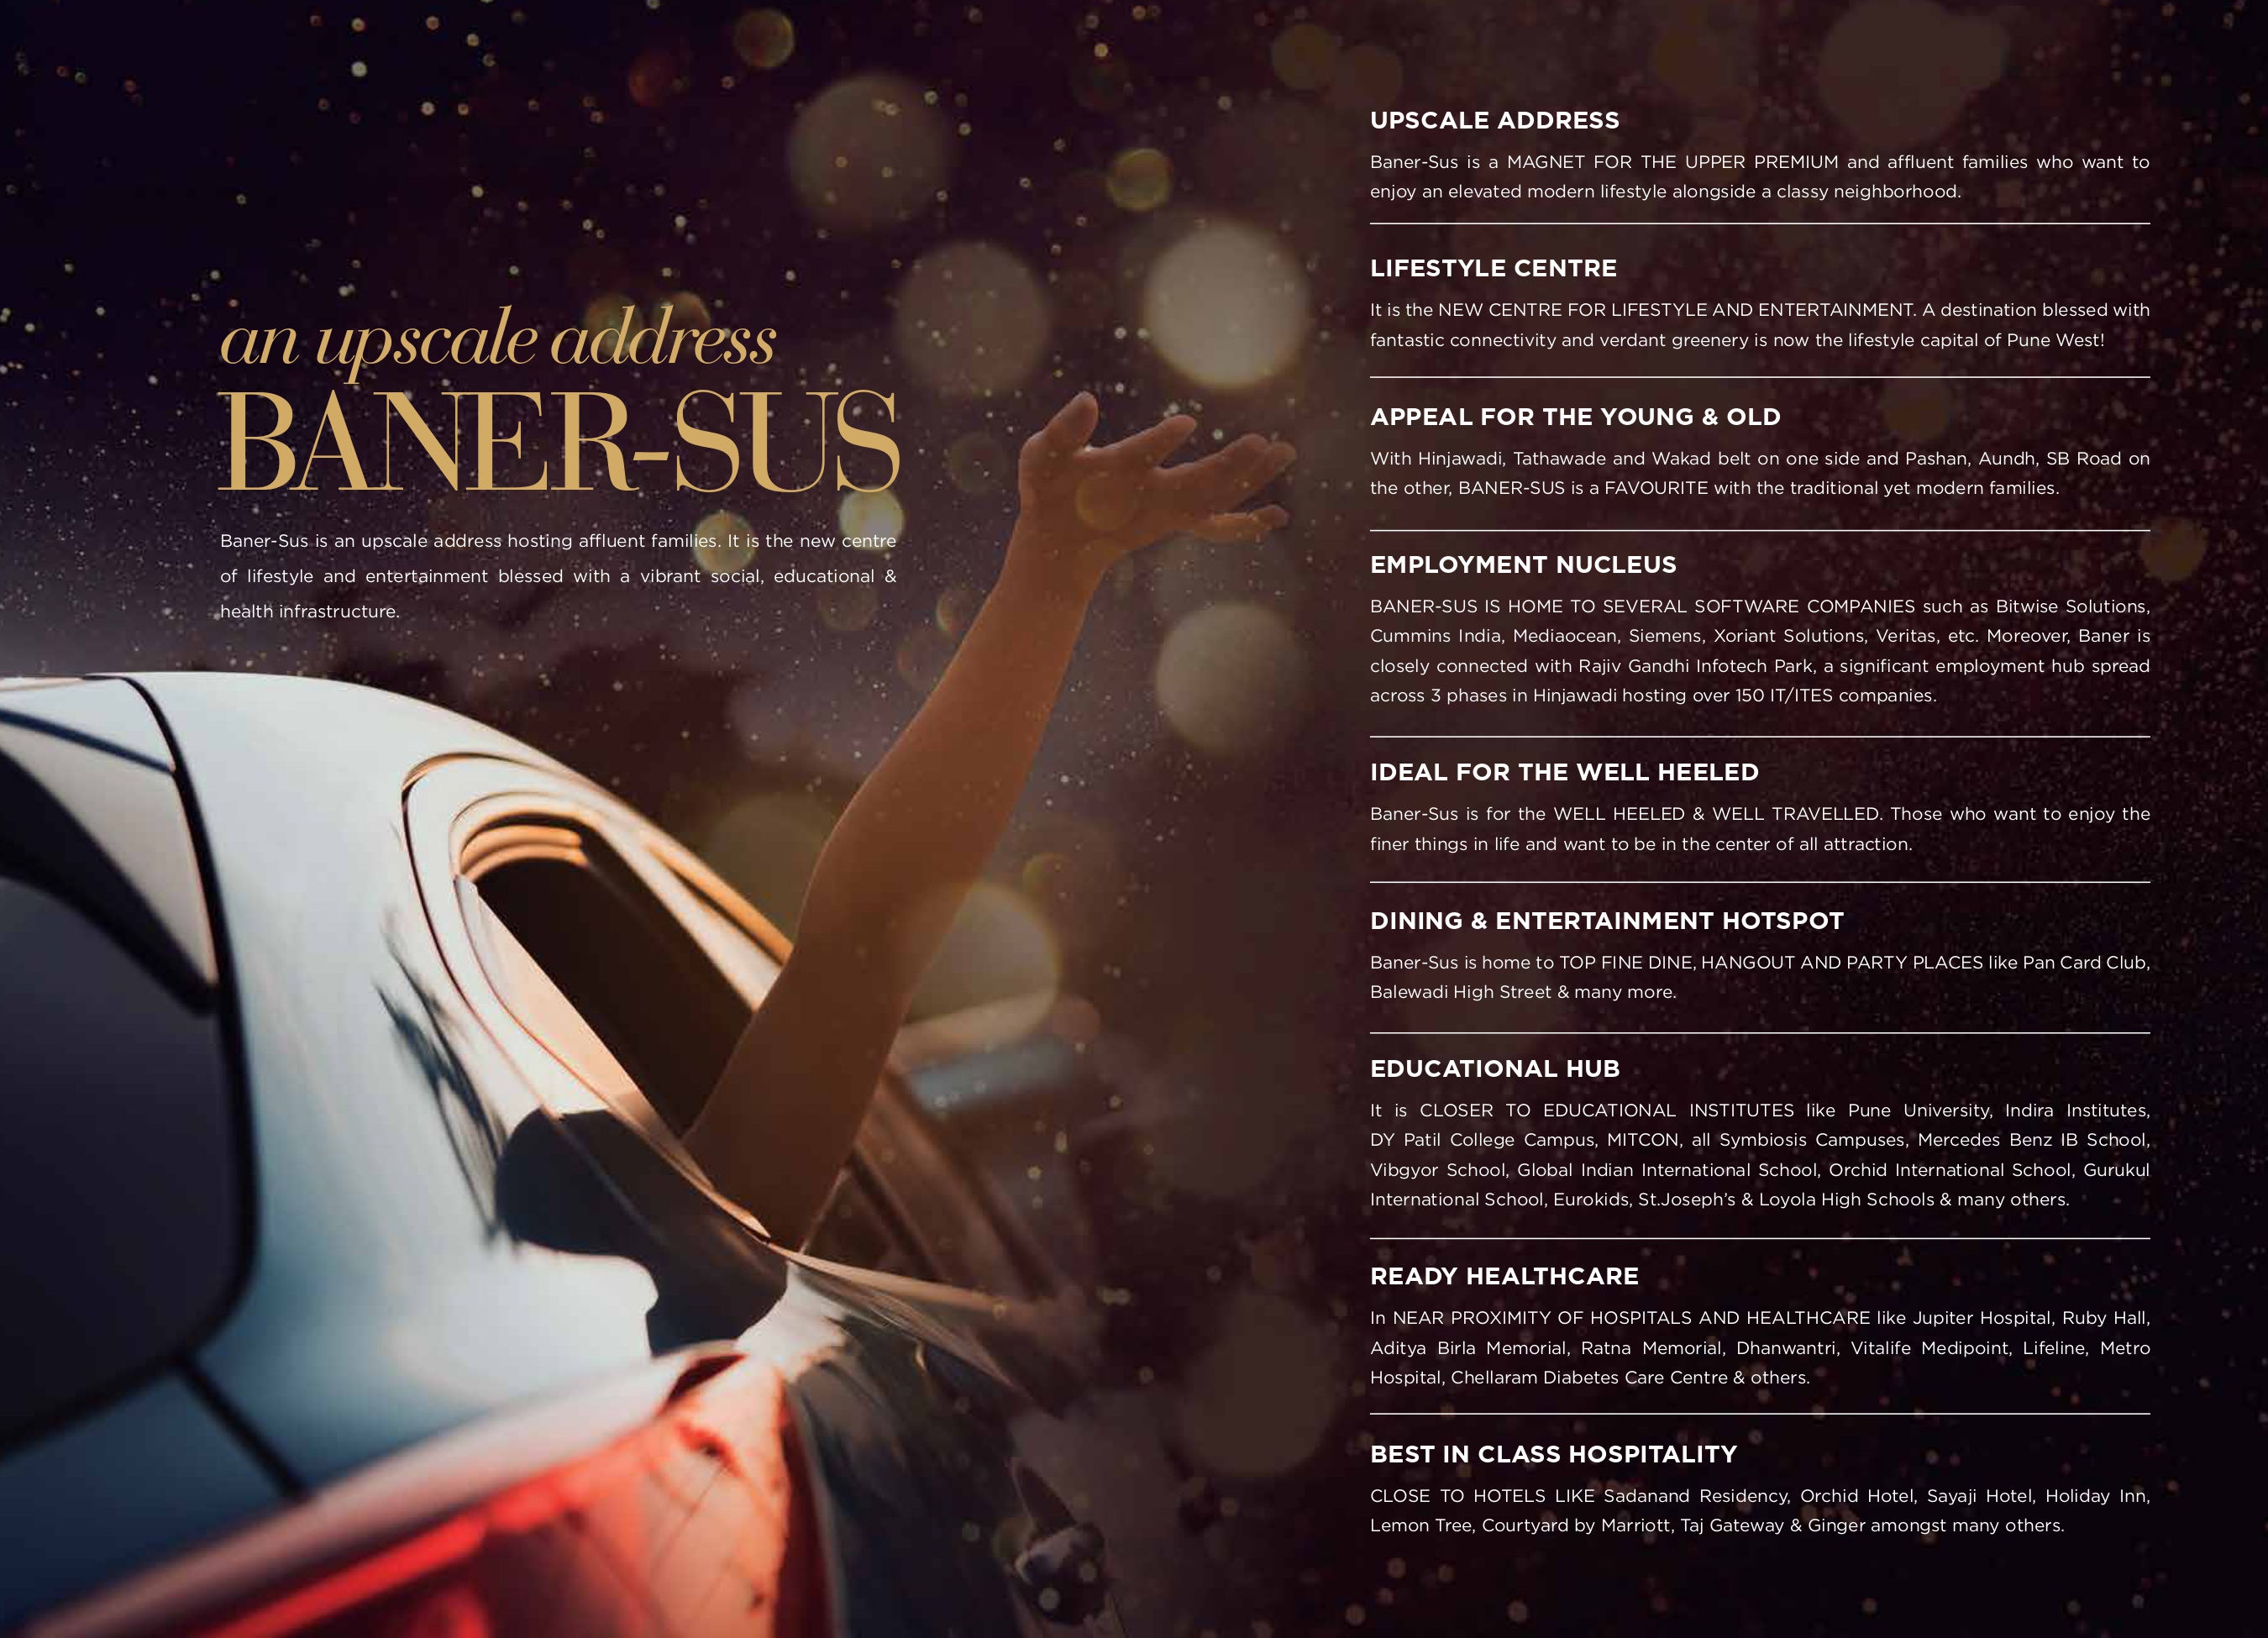 an upscale address
BANER-SUS
Baner-Sus is an upscale address hosting affluent families. It is the new centre
of lifestyle and entertainment blessed with a vibrant social, educational &
health infrastructure.
UPSCALE ADDRESS
Baner-Sus is a MAGNET FOR THE UPPER PREMIUM and affluent families who want to
enjoy an elevated modern lifestyle alongside a classy neighborhood.
LIFESTYLE CENTRE
It is the NEW CENTRE FOR LIFESTYLE AND ENTERTAINMENT. A destination blessed with
fantastic connectivity and verdant greenery is now the lifestyle capital of Pune West!
APPEAL FOR THE YOUNG & OLD
With Hinjawadi, Tathawade and Wakad belt on one side and Pashan, Aundh, SB Road on
the other, BANER-SUS is a FAVOURITE with the traditional yet modern families.
EMPLOYMENT NUCLEUS
BANER-SUS IS HOME TO SEVERAL SOFTWARE COMPANIES such as Bitwise Solutions,
Cummins India, Mediaocean, Siemens, Xoriant Solutions, Veritas, etc. Moreover, Baner is
closely connected with Rajiv Gandhi Infotech Park, a significant employment hub spread
across 3 phases in Hinjawadi hosting over 150 IT/ITES companies.
IDEAL FOR THE WELL HEELED
Baner-Sus is for the WELL HEELED & WELL TRAVELLED. Those who want to enjoy the
finer things in life and want to be in the center of all attraction.
DINING & ENTERTAINMENT HOTSPOT
Baner-Sus is home to TOP FINE DINE, HANGOUT AND PARTY PLACES like Pan Card Club,
Balewadi High Street & many more.
EDUCATIONAL HUB
It is CLOSER TO EDUCATIONAL INSTITUTES like Pune University, Indira Institutes,
DY Patil College Campus, MITCON, all Symbiosis Campuses, Mercedes Benz IB School,
Vibgyor School, Global Indian International School, Orchid International School, Gurukul
International School, Eurokids, St.Joseph’s & Loyola High Schools & many others.
READY HEALTHCARE
In NEAR PROXIMITY OF HOSPITALS AND HEALTHCARE like Jupiter Hospital, Ruby Hall,
Aditya Birla Memorial, Ratna Memorial, Dhanwantri, Vitalife Medipoint, Lifeline, Metro
Hospital, Chellaram Diabetes Care Centre & others.
BEST IN CLASS HOSPITALITY
CLOSE TO HOTELS LIKE Sadanand Residency, Orchid Hotel, Sayaji Hotel, Holiday Inn,
Lemon Tree, Courtyard by Marriott, Taj Gateway & Ginger amongst many others.